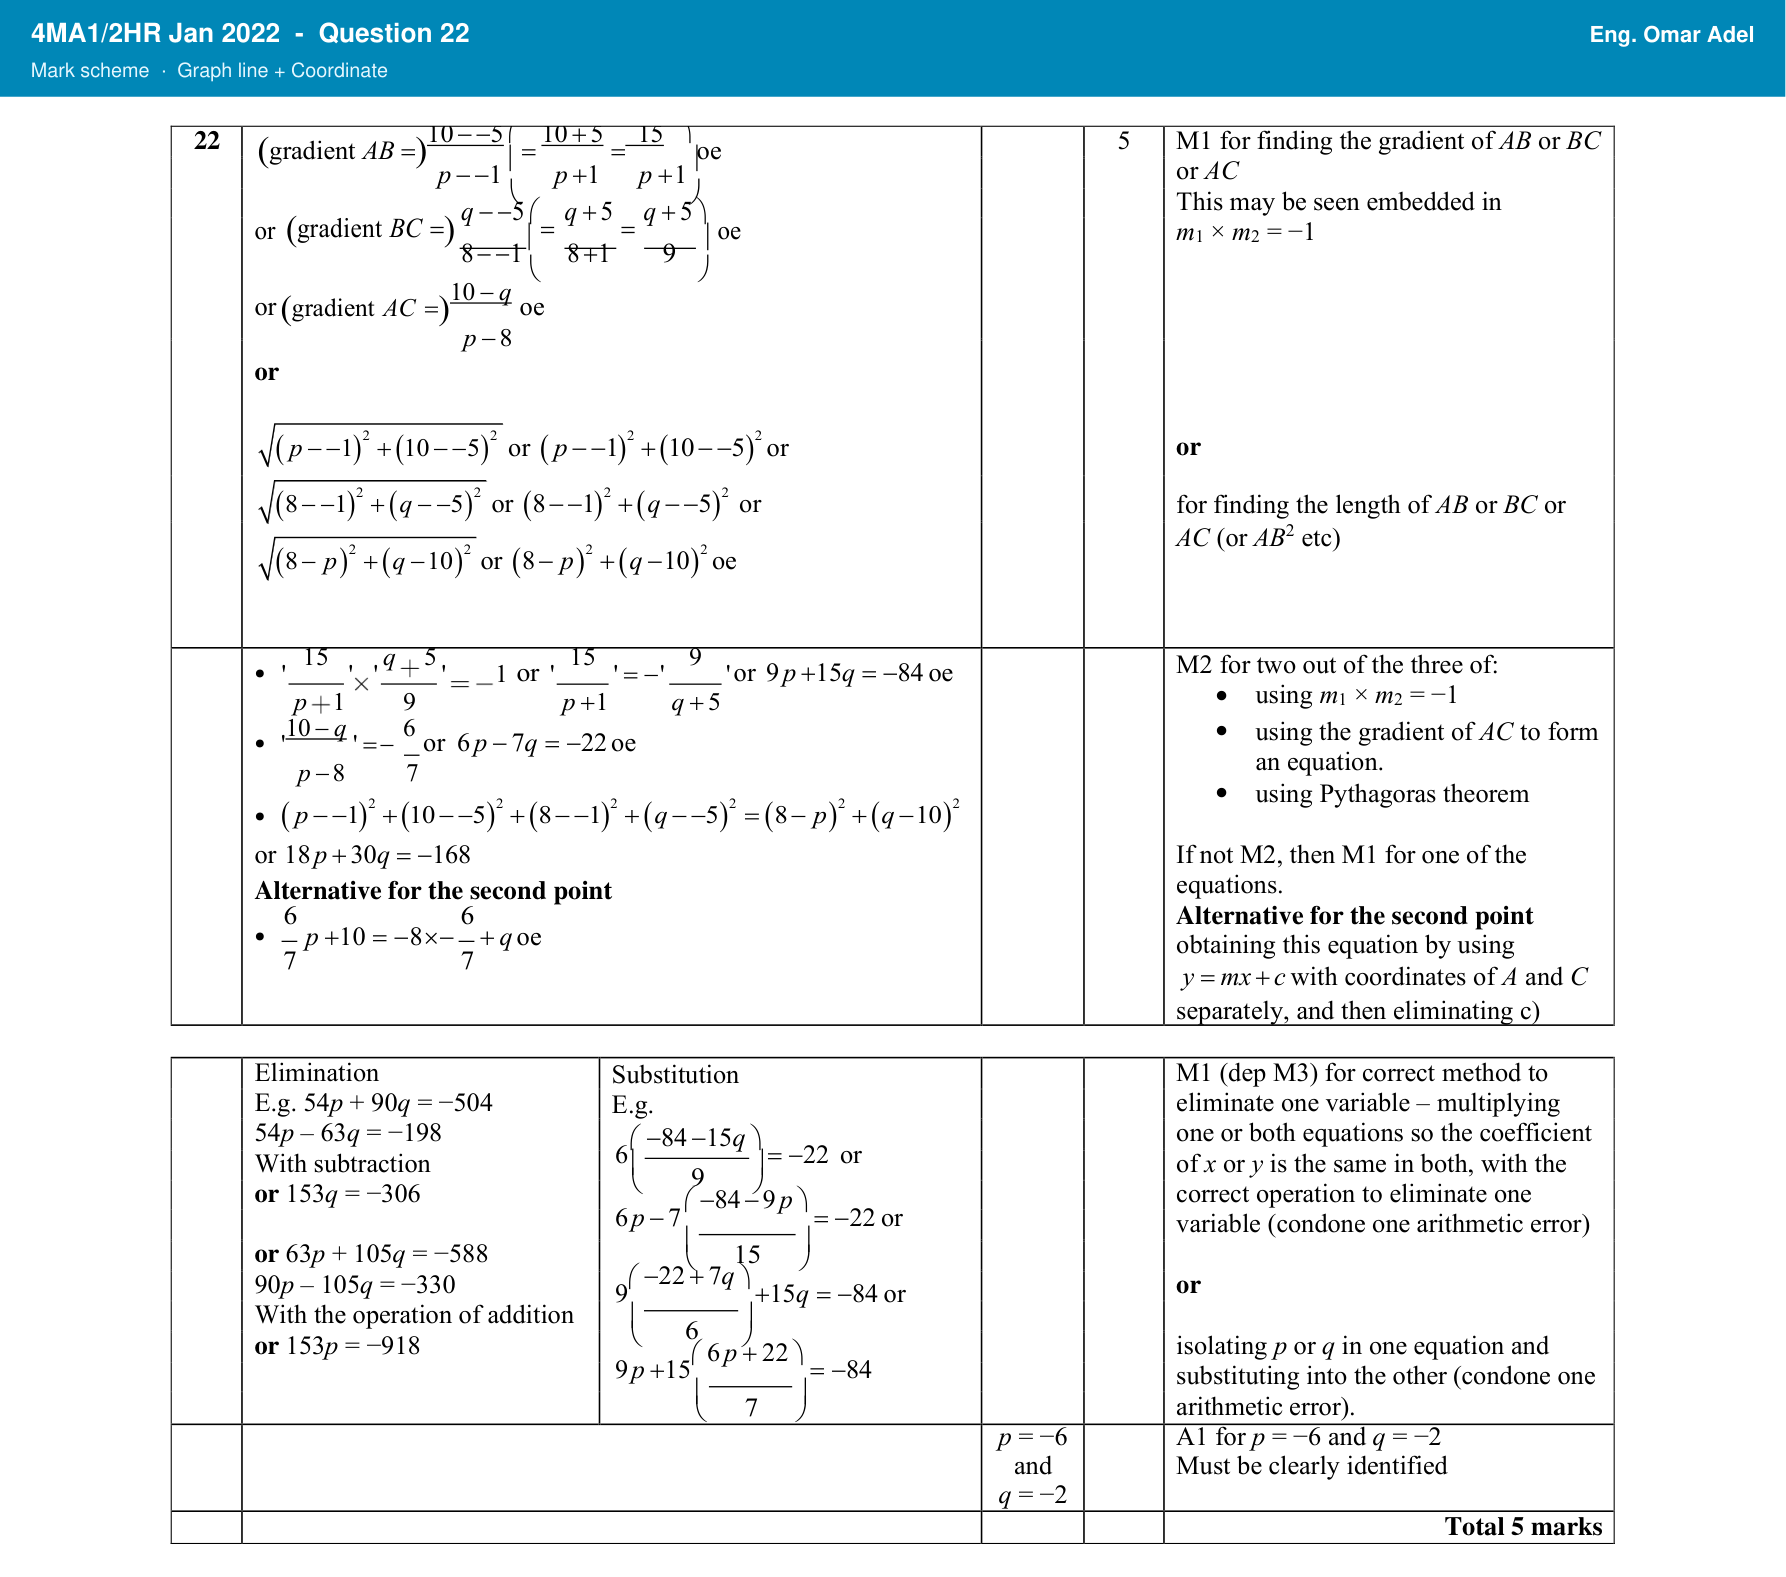 4MA1/2HR Jan 2022 - Question 22
Eng. Omar Adel
Mark scheme · Graph line + Coordinate
22
(gradient AB =) (10 − −5)/(p − −1) ( = (10 + 5)/(p + 1) = 15/(p + 1) ) oe
or (gradient BC =) (q − −5)/(8 − −1) ( = (q + 5)/(8 + 1) = (q + 5)/9 ) oe
or (gradient AC =) (10 − q)/(p − 8) oe
or
√((p − −1)² + (10 − −5)²) or (p − −1)² + (10 − −5)² or
√((8 − −1)² + (q − −5)²) or (8 − −1)² + (q − −5)² or
√((8 − p)² + (q − 10)²) or (8 − p)² + (q − 10)² oe
5
M1 for finding the gradient of AB or BC
or AC
This may be seen embedded in
m₁ × m₂ = −1
or
for finding the length of AB or BC or
AC (or AB² etc)
• '15/(p + 1)' × '(q + 5)/9' = −1 or '15/(p + 1)' = −'9/(q + 5)' or 9p + 15q = −84 oe
• '(10 − q)/(p − 8)' = − 6/7 or 6p − 7q = −22 oe
• (p − −1)² + (10 − −5)² + (8 − −1)² + (q − −5)² = (8 − p)² + (q − 10)²
or 18p + 30q = −168
Alternative for the second point
• 6/7 p + 10 = −8 × − 6/7 + q oe
M2 for two out of the three of:
• using m₁ × m₂ = −1
• using the gradient of AC to form
an equation.
• using Pythagoras theorem
If not M2, then M1 for one of the
equations.
Alternative for the second point
obtaining this equation by using
y = mx + c with coordinates of A and C
separately, and then eliminating c)
Elimination
E.g. 54p + 90q = −504
54p – 63q = −198
With subtraction
or 153q = −306
or 63p + 105q = −588
90p – 105q = −330
With the operation of addition
or 153p = −918
Substitution
E.g.
6((−84 − 15q)/9) = −22 or
6p − 7((−84 − 9p)/15) = −22 or
9((−22 + 7q)/6) + 15q = −84 or
9p + 15((6p + 22)/7) = −84
M1 (dep M3) for correct method to
eliminate one variable – multiplying
one or both equations so the coefficient
of x or y is the same in both, with the
correct operation to eliminate one
variable (condone one arithmetic error)
or
isolating p or q in one equation and
substituting into the other (condone one
arithmetic error).
p = −6
and
q = −2
A1 for p = −6 and q = −2
Must be clearly identified
Total 5 marks